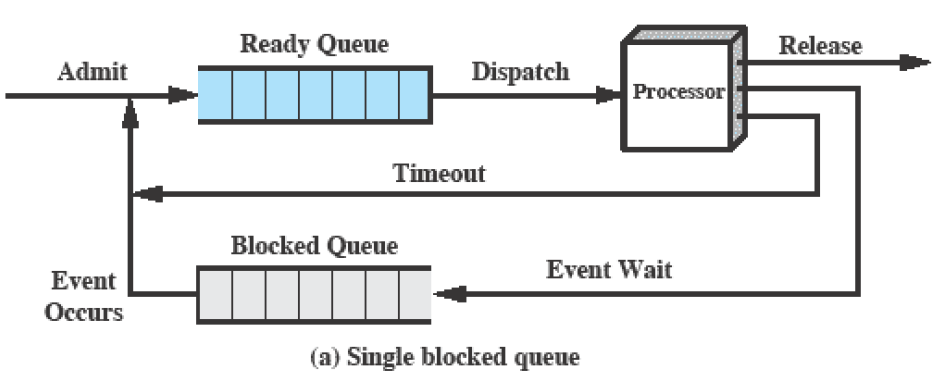 Ready Queue
Release
Admit
Dispatch
Processor
Timeout
Blocked Queue
Event Wait
Event
Occurs
(a) Single blocked queue